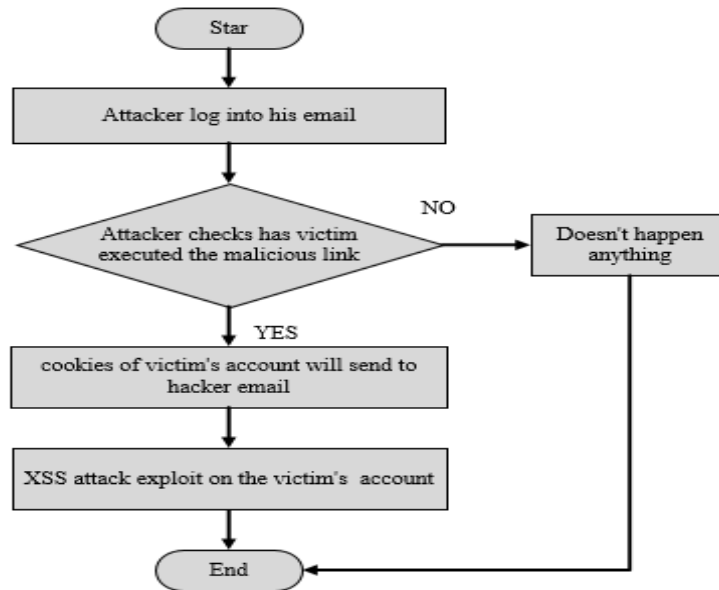 Star
Attacker log into his email
Attacker checks has victim
executed the malicious link
NO
Doesn't happen
anything
YES
cookies of victim's account will send to
hacker email
XSS attack exploit on the victim's account
End